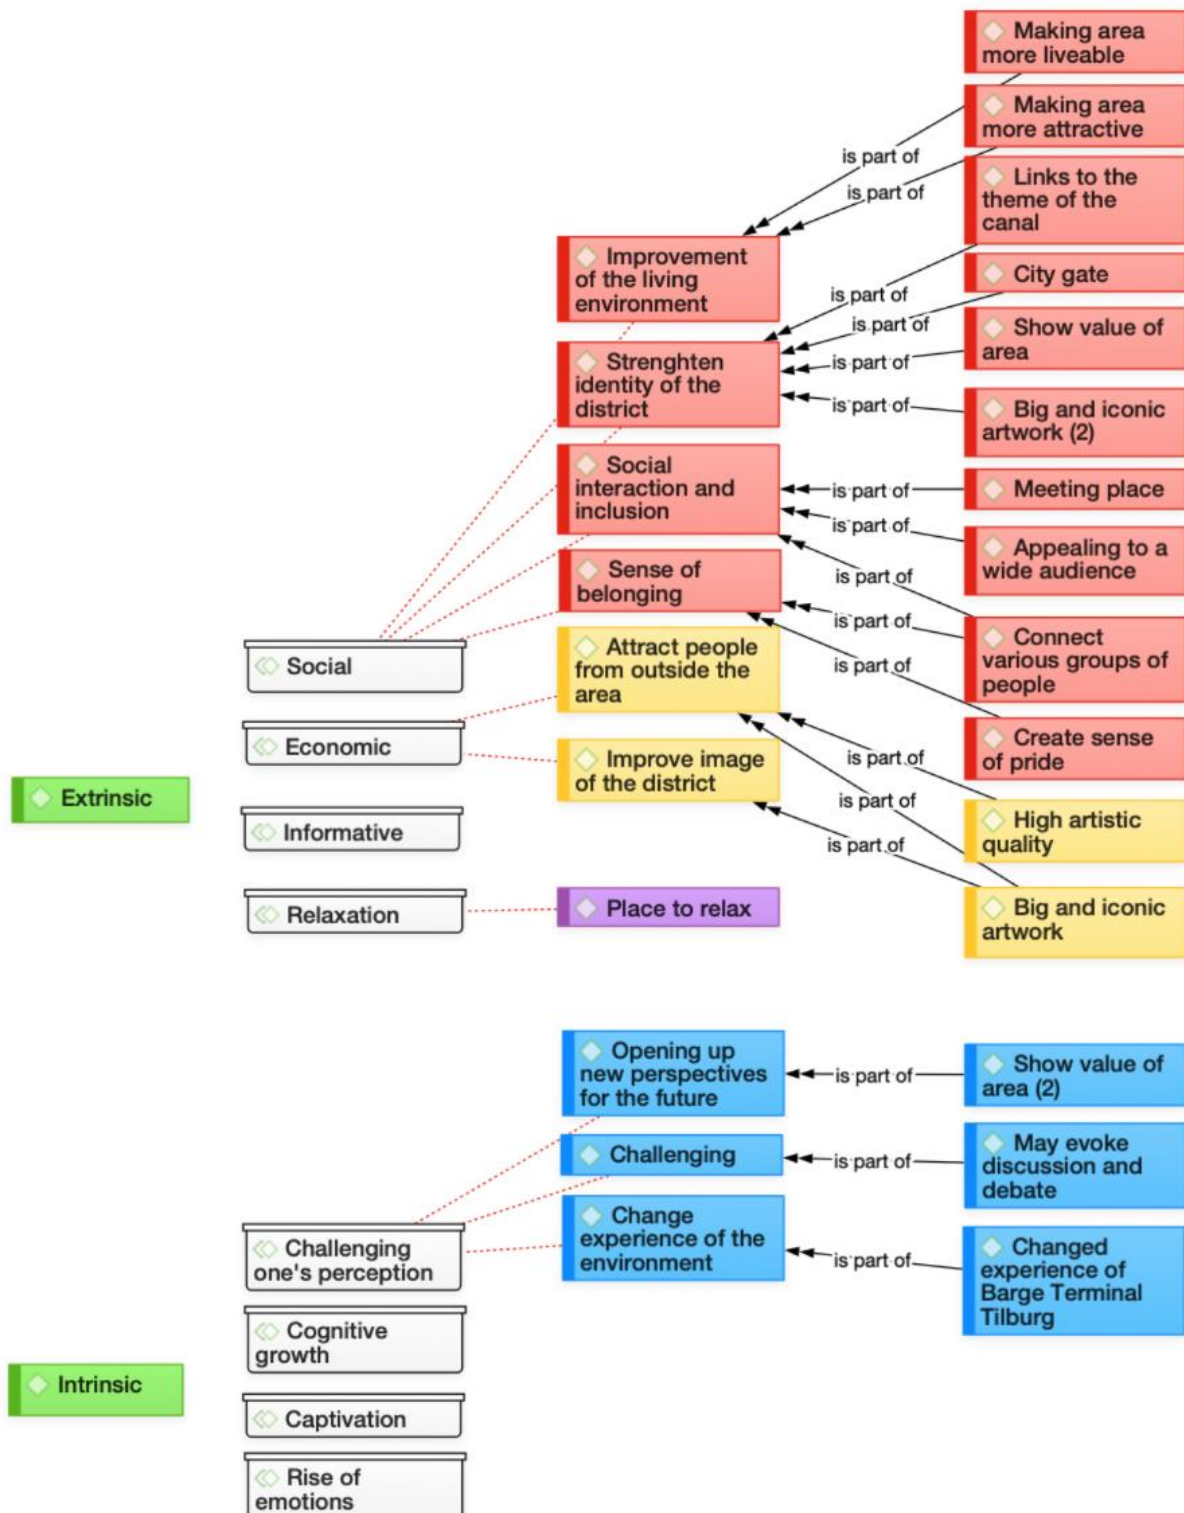 Making area
more liveable
Making area
more attractive
Links to the
theme of the
canal
City gate
Show value of
area
Big and iconic
artwork (2)
Meeting place
Appealing to a
wide audience
Connect
various groups of
people
Create sense
of pride
High artistic
quality
Big and iconic
artwork
is part of
is part of
is part of
is part of
is part of
is part of
is part of
is part of
is part of
is part of
is part of
is part of
is part of
is part of
Improvement
of the living
environment
Strenghten
identity of the
district
Social
interaction and
inclusion
Sense of
belonging
Attract people
from outside the
area
Improve image
of the district
Place to relax
Social
Economic
Informative
Relaxation
Extrinsic
Opening up
new perspectives
for the future
Challenging
Change
experience of the
environment
is part of
is part of
is part of
Show value of
area (2)
May evoke
discussion and
debate
Changed
experience of
Barge Terminal
Tilburg
Challenging
one's perception
Cognitive
growth
Captivation
Rise of
emotions
Intrinsic